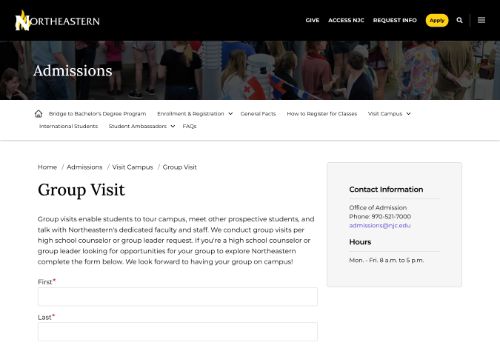 NORTHEASTERN
GIVE ACCESS NJC REQUEST INFO Apply
Admissions
Bridge to Bachelor's Degree Program Enrollment & Registration General Facts How to Register for Classes Visit Campus
International Students Student Ambassadors FAQs
Home / Admissions / Visit Campus / Group Visit
Group Visit
Group visits enable students to tour campus, meet other prospective students, and
talk with Northeastern's dedicated faculty and staff. We conduct group visits per
high school counselor or group leader request. If you're a high school counselor or
group leader looking for opportunities for your group to explore Northeastern
complete the form below. We look forward to having your group on campus!
First*
Last*
Contact Information
Office of Admission
Phone: 970-521-7000
admissions@njc.edu
Hours
Mon. - Fri. 8 a.m. to 5 p.m.